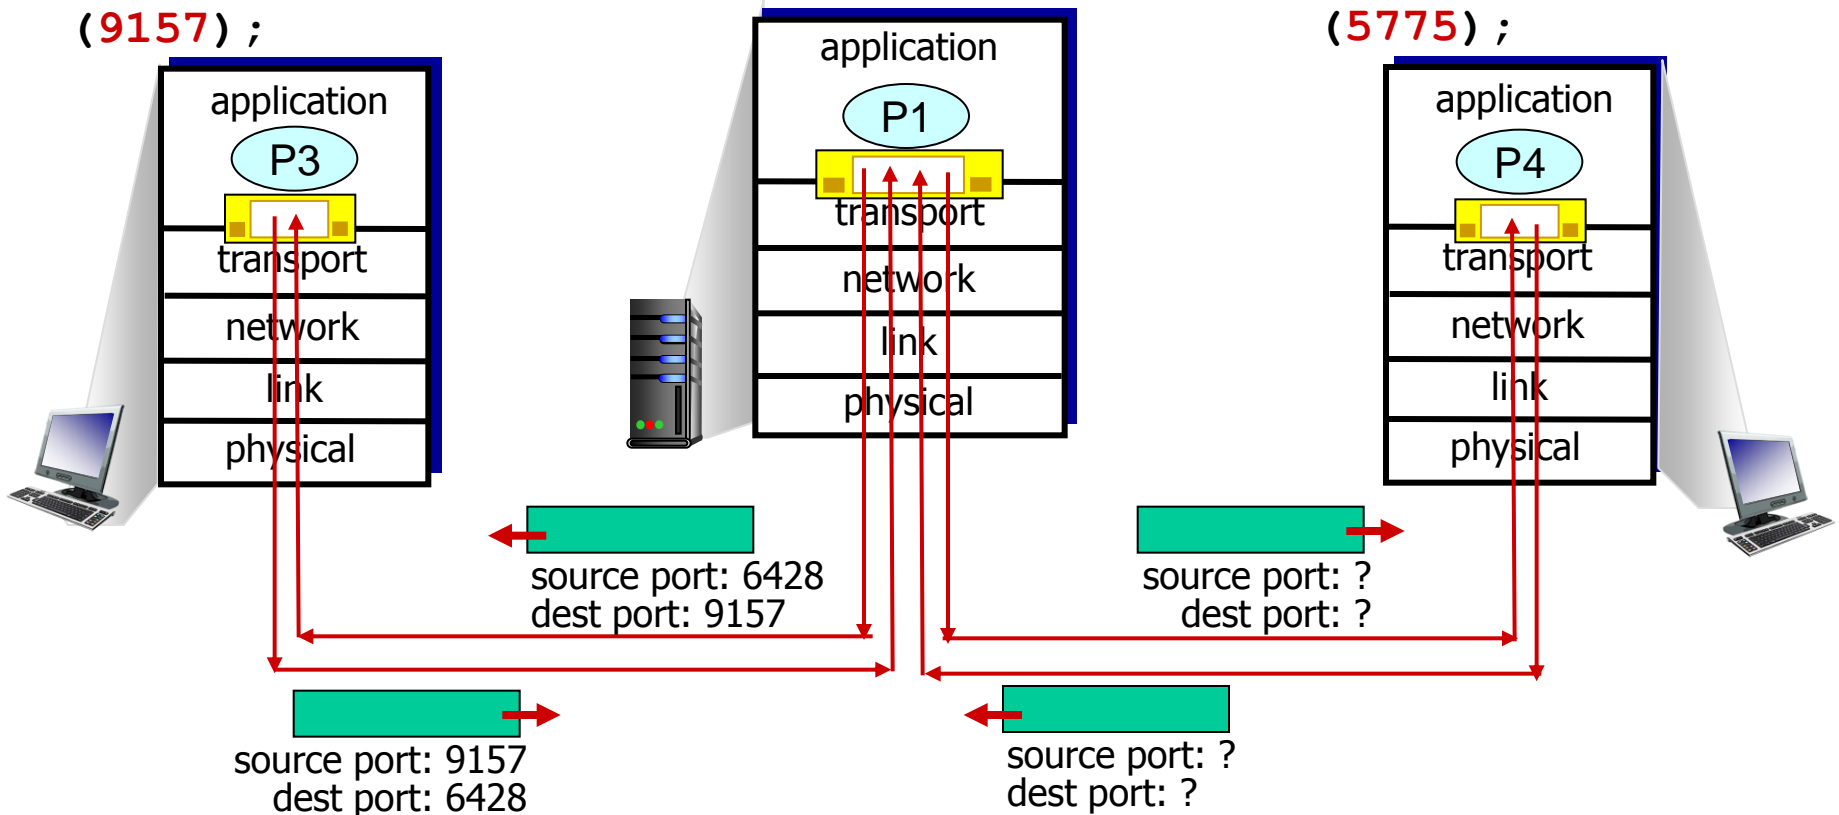 (9157);
application
P3
transport
network
link
physical
application
P1
transport
network
link
physical
(5775);
application
P4
transport
network
link
physical
source port: 6428
dest port: 9157
source port: ?
dest port: ?
source port: 9157
dest port: 6428
source port: ?
dest port: ?